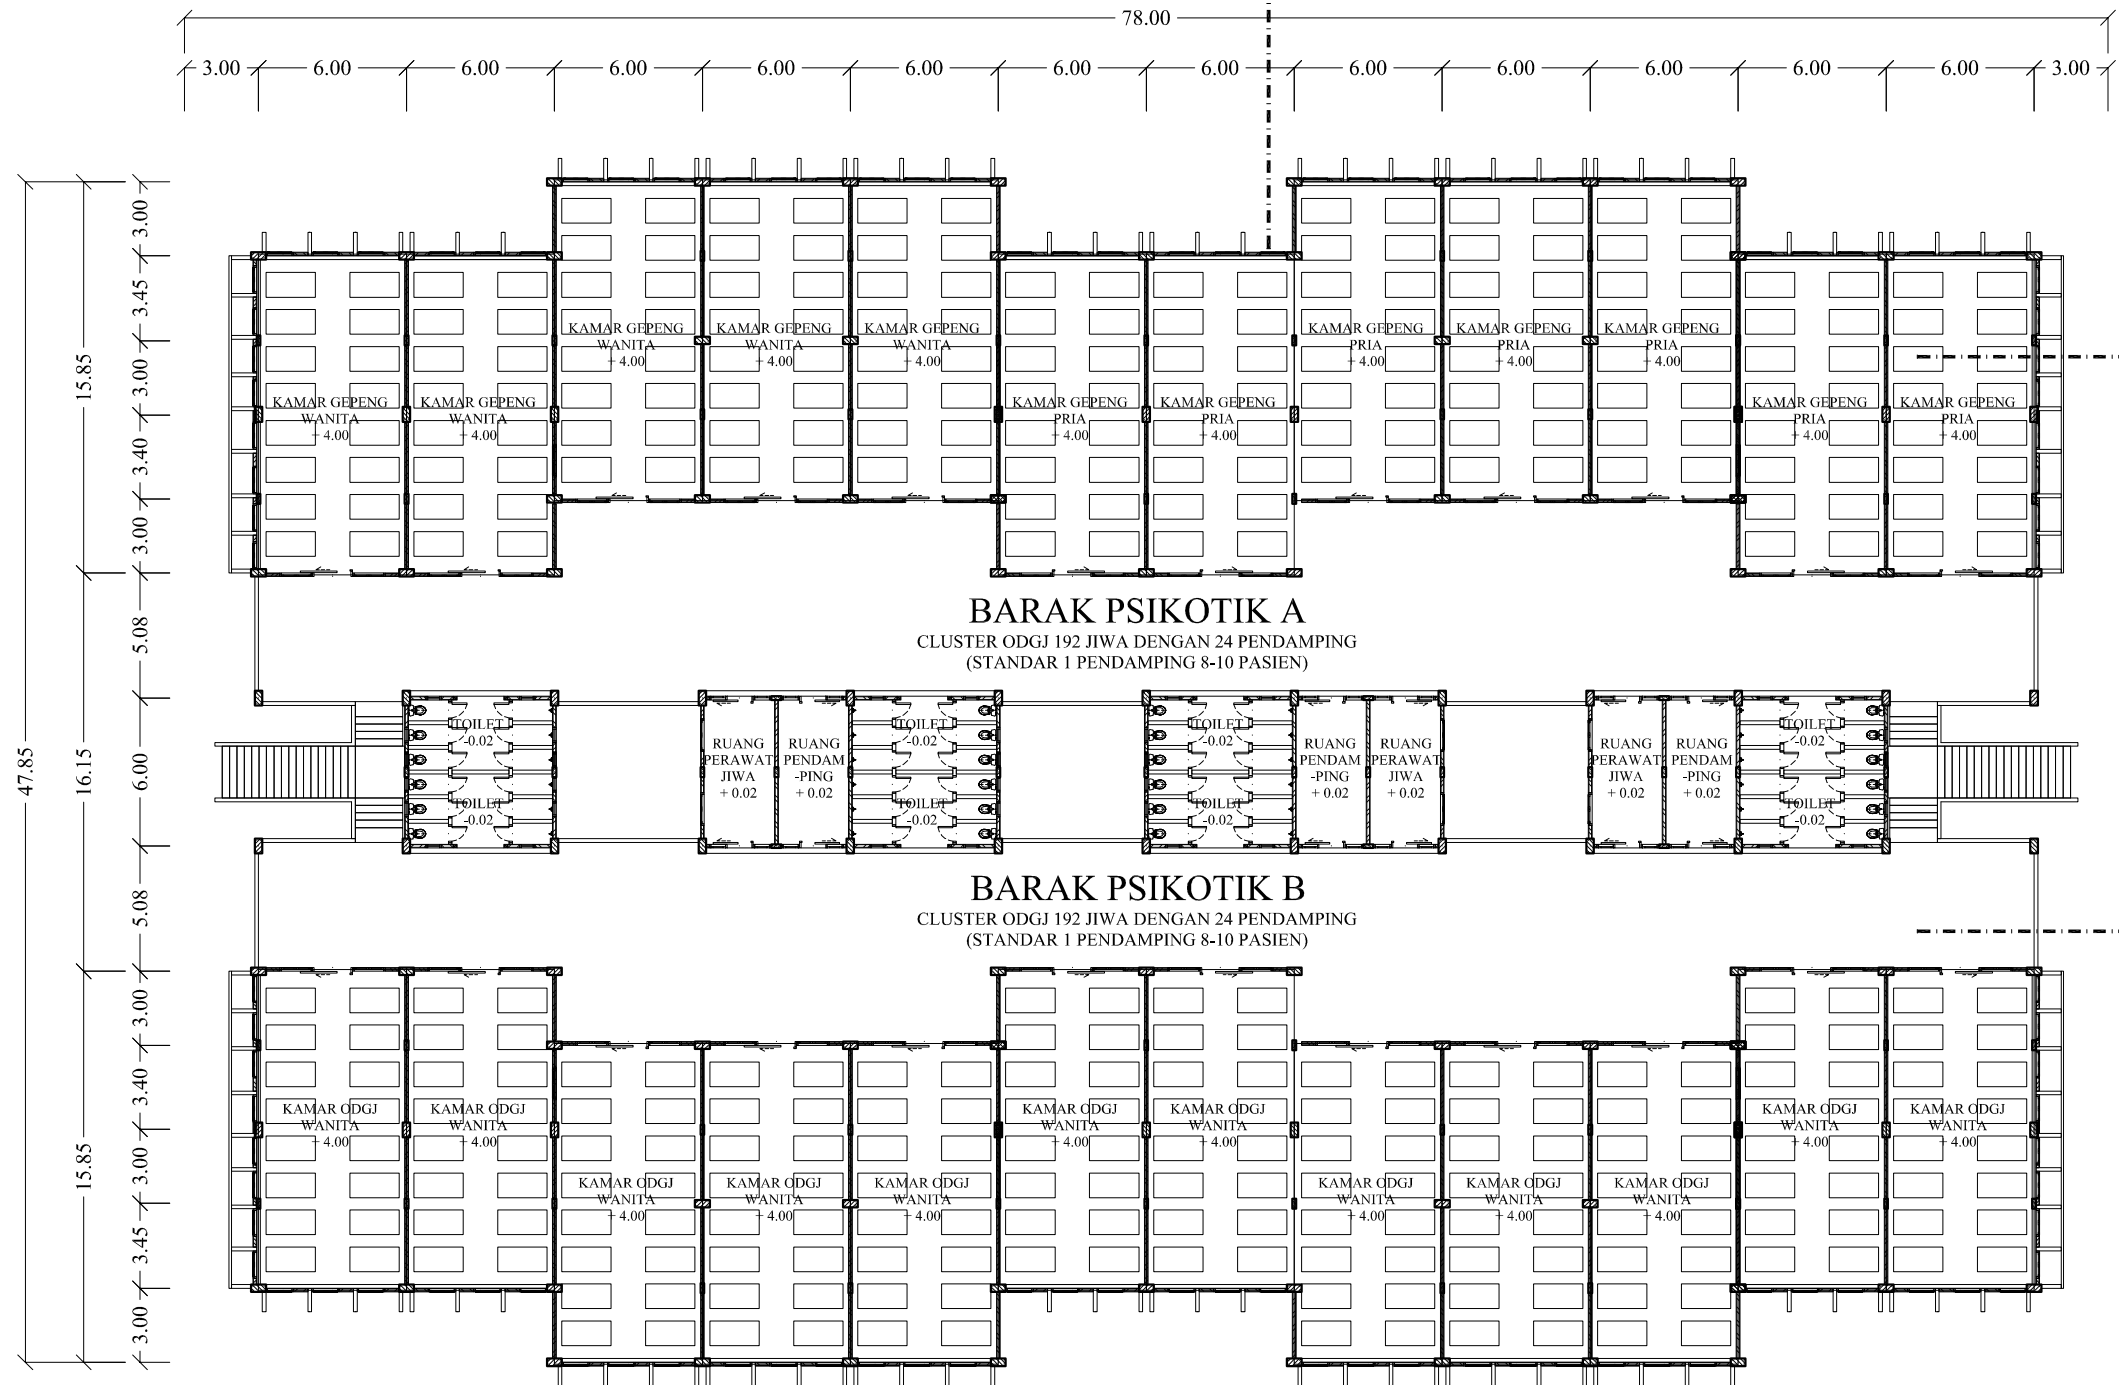 78.00
3.00 6.00 6.00 6.00 6.00 6.00 6.00 6.00 6.00 6.00 6.00 6.00 6.00 3.00
47.85
15.85
16.15
15.85
3.00
3.45
3.00
3.40
3.00
5.08
6.00
5.08
3.00
3.40
3.00
3.45
3.00
KAMAR GEPENG
WANITA
+ 4.00
KAMAR GEPENG
WANITA
+ 4.00
KAMAR GEPENG
WANITA
+ 4.00
KAMAR GEPENG
WANITA
+ 4.00
KAMAR GEPENG
WANITA
+ 4.00
KAMAR GEPENG
PRIA
+ 4.00
KAMAR GEPENG
PRIA
+ 4.00
KAMAR GEPENG
PRIA
+ 4.00
KAMAR GEPENG
PRIA
+ 4.00
KAMAR GEPENG
PRIA
+ 4.00
KAMAR GEPENG
PRIA
+ 4.00
KAMAR GEPENG
PRIA
+ 4.00
BARAK PSIKOTIK A
CLUSTER ODGJ 192 JIWA DENGAN 24 PENDAMPING
(STANDAR 1 PENDAMPING 8-10 PASIEN)
TOILET
-0.02
TOILET
-0.02
RUANG
PERAWAT
JIWA
+ 0.02
RUANG
PENDAM
-PING
+ 0.02
TOILET
-0.02
TOILET
-0.02
TOILET
-0.02
TOILET
-0.02
RUANG
PENDAM
-PING
+ 0.02
RUANG
PERAWAT
JIWA
+ 0.02
RUANG
PERAWAT
JIWA
+ 0.02
RUANG
PENDAM
-PING
+ 0.02
TOILET
-0.02
TOILET
-0.02
BARAK PSIKOTIK B
CLUSTER ODGJ 192 JIWA DENGAN 24 PENDAMPING
(STANDAR 1 PENDAMPING 8-10 PASIEN)
KAMAR ODGJ
WANITA
+ 4.00
KAMAR ODGJ
WANITA
+ 4.00
KAMAR ODGJ
WANITA
+ 4.00
KAMAR ODGJ
WANITA
+ 4.00
KAMAR ODGJ
WANITA
+ 4.00
KAMAR ODGJ
WANITA
+ 4.00
KAMAR ODGJ
WANITA
+ 4.00
KAMAR ODGJ
WANITA
+ 4.00
KAMAR ODGJ
WANITA
+ 4.00
KAMAR ODGJ
WANITA
+ 4.00
KAMAR ODGJ
WANITA
+ 4.00
KAMAR ODGJ
WANITA
+ 4.00